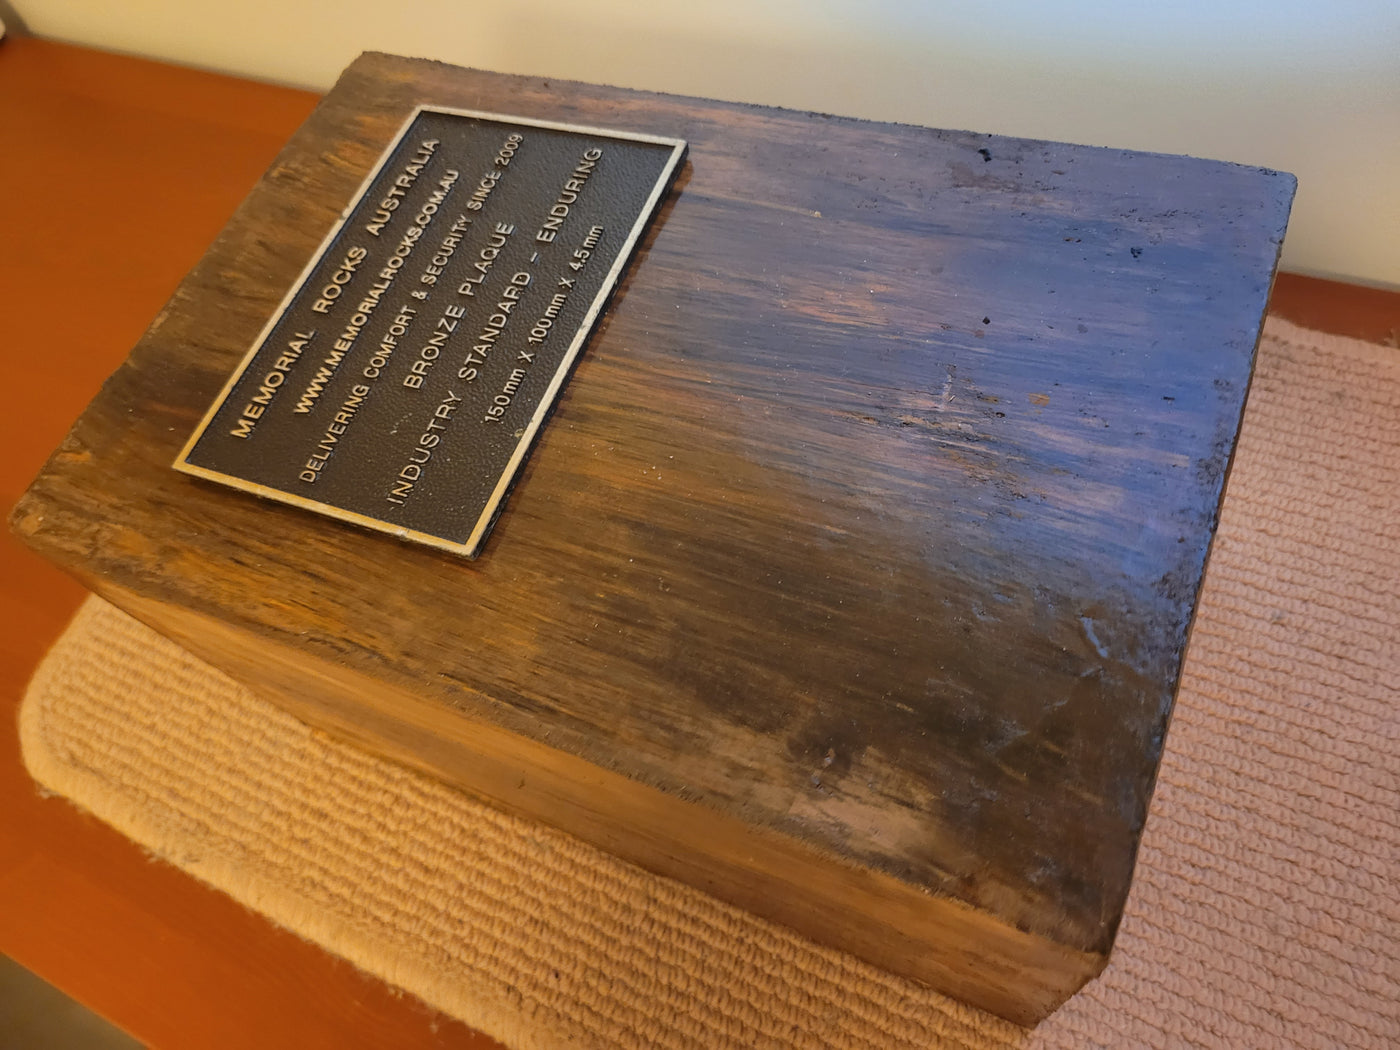 MEMORIAL ROCKS AUSTRALIA
WWW.MEMORIALROCKS.COM.AU
DELIVERING COMFORT & SECURITY SINCE 2009
BRONZE PLAQUE
INDUSTRY STANDARD - ENDURING
150mm X 100mm X 4.5mm